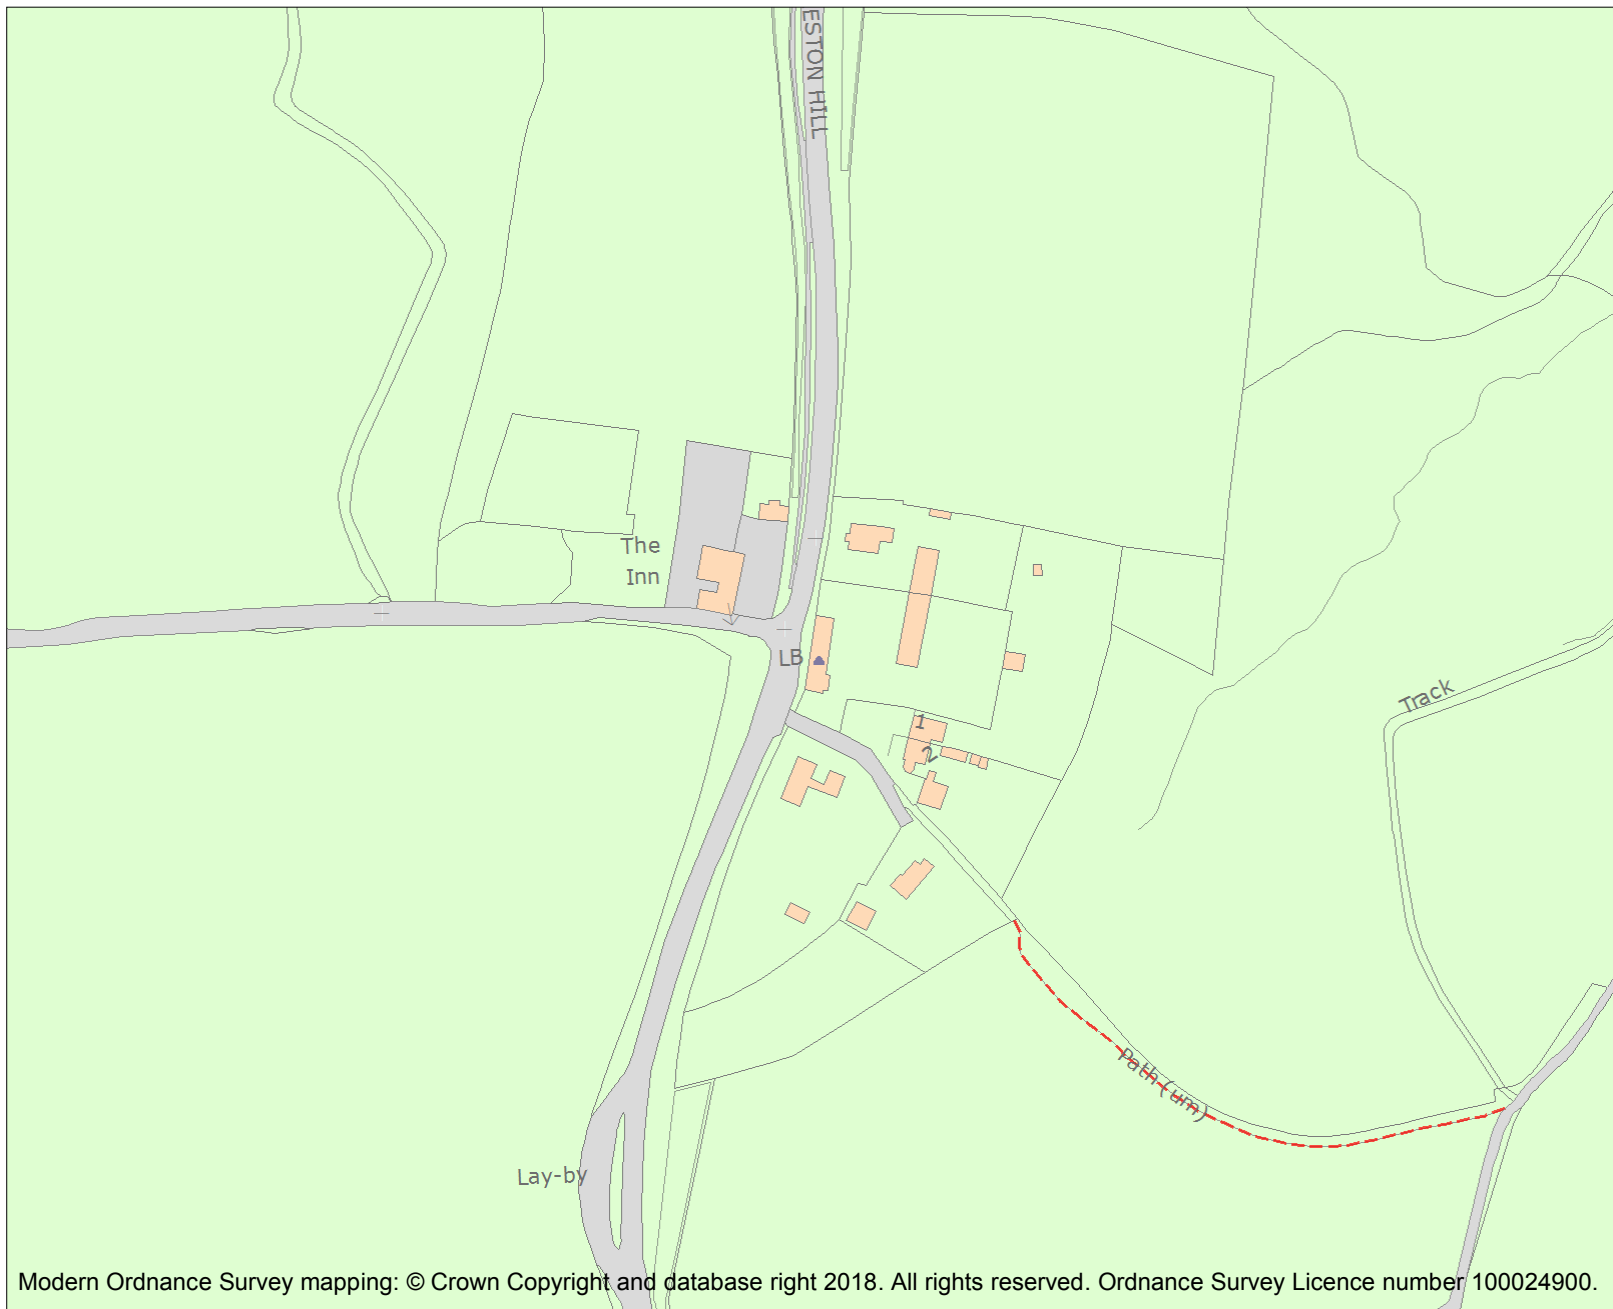 ESTON HILL
The
Inn
LB
1
2
Track
Path (um)
Lay-by
Modern Ordnance Survey mapping: © Crown Copyright and database right 2018. All rights reserved. Ordnance Survey Licence number 100024900.